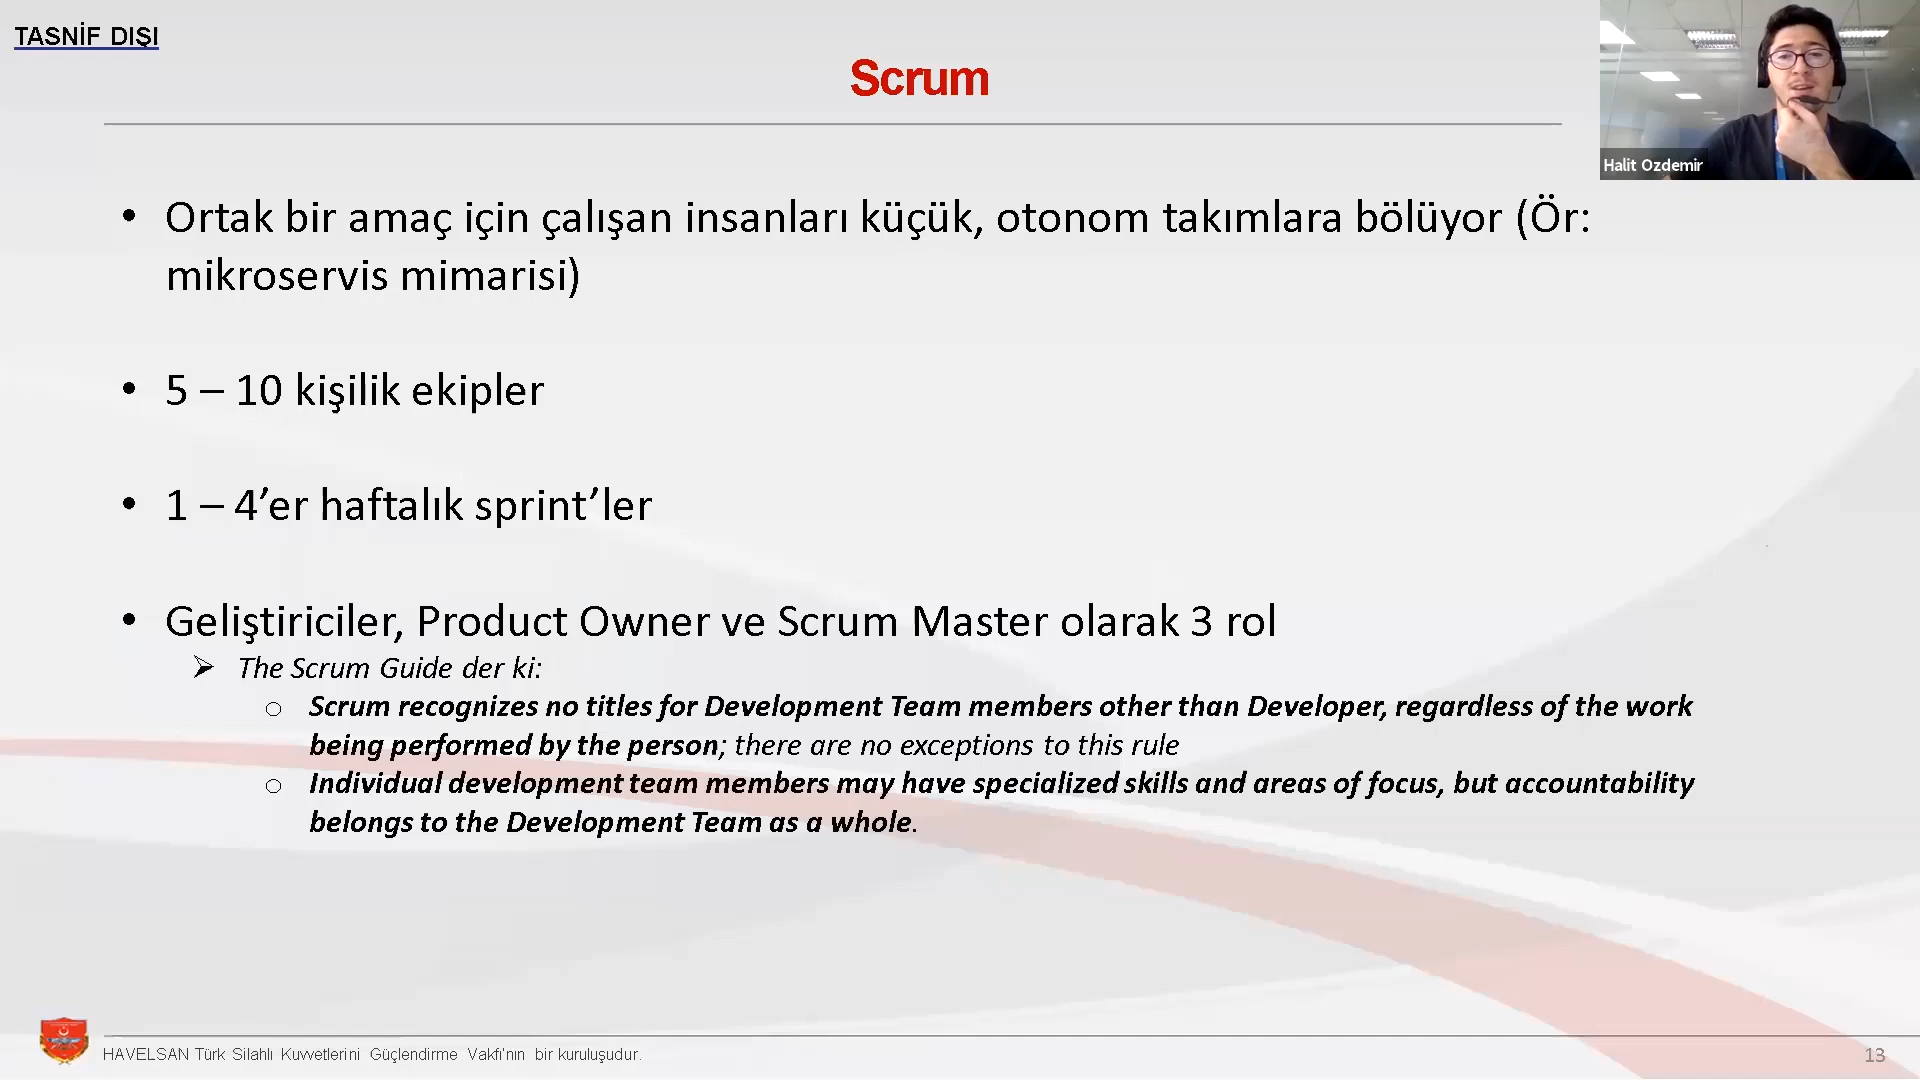 TASNİF DIŞI
Scrum
Halit Ozdemir
• Ortak bir amaç için çalışan insanları küçük, otonom takımlara bölüyor (Ör:
mikroservis mimarisi)
• 5 – 10 kişilik ekipler
• 1 – 4’er haftalık sprint’ler
• Geliştiriciler, Product Owner ve Scrum Master olarak 3 rol
➢ The Scrum Guide der ki:
o Scrum recognizes no titles for Development Team members other than Developer, regardless of the work
being performed by the person; there are no exceptions to this rule
o Individual development team members may have specialized skills and areas of focus, but accountability
belongs to the Development Team as a whole.
HAVELSAN Türk Silahlı Kuvvetlerini Güçlendirme Vakfı’nın bir kuruluşudur.
13